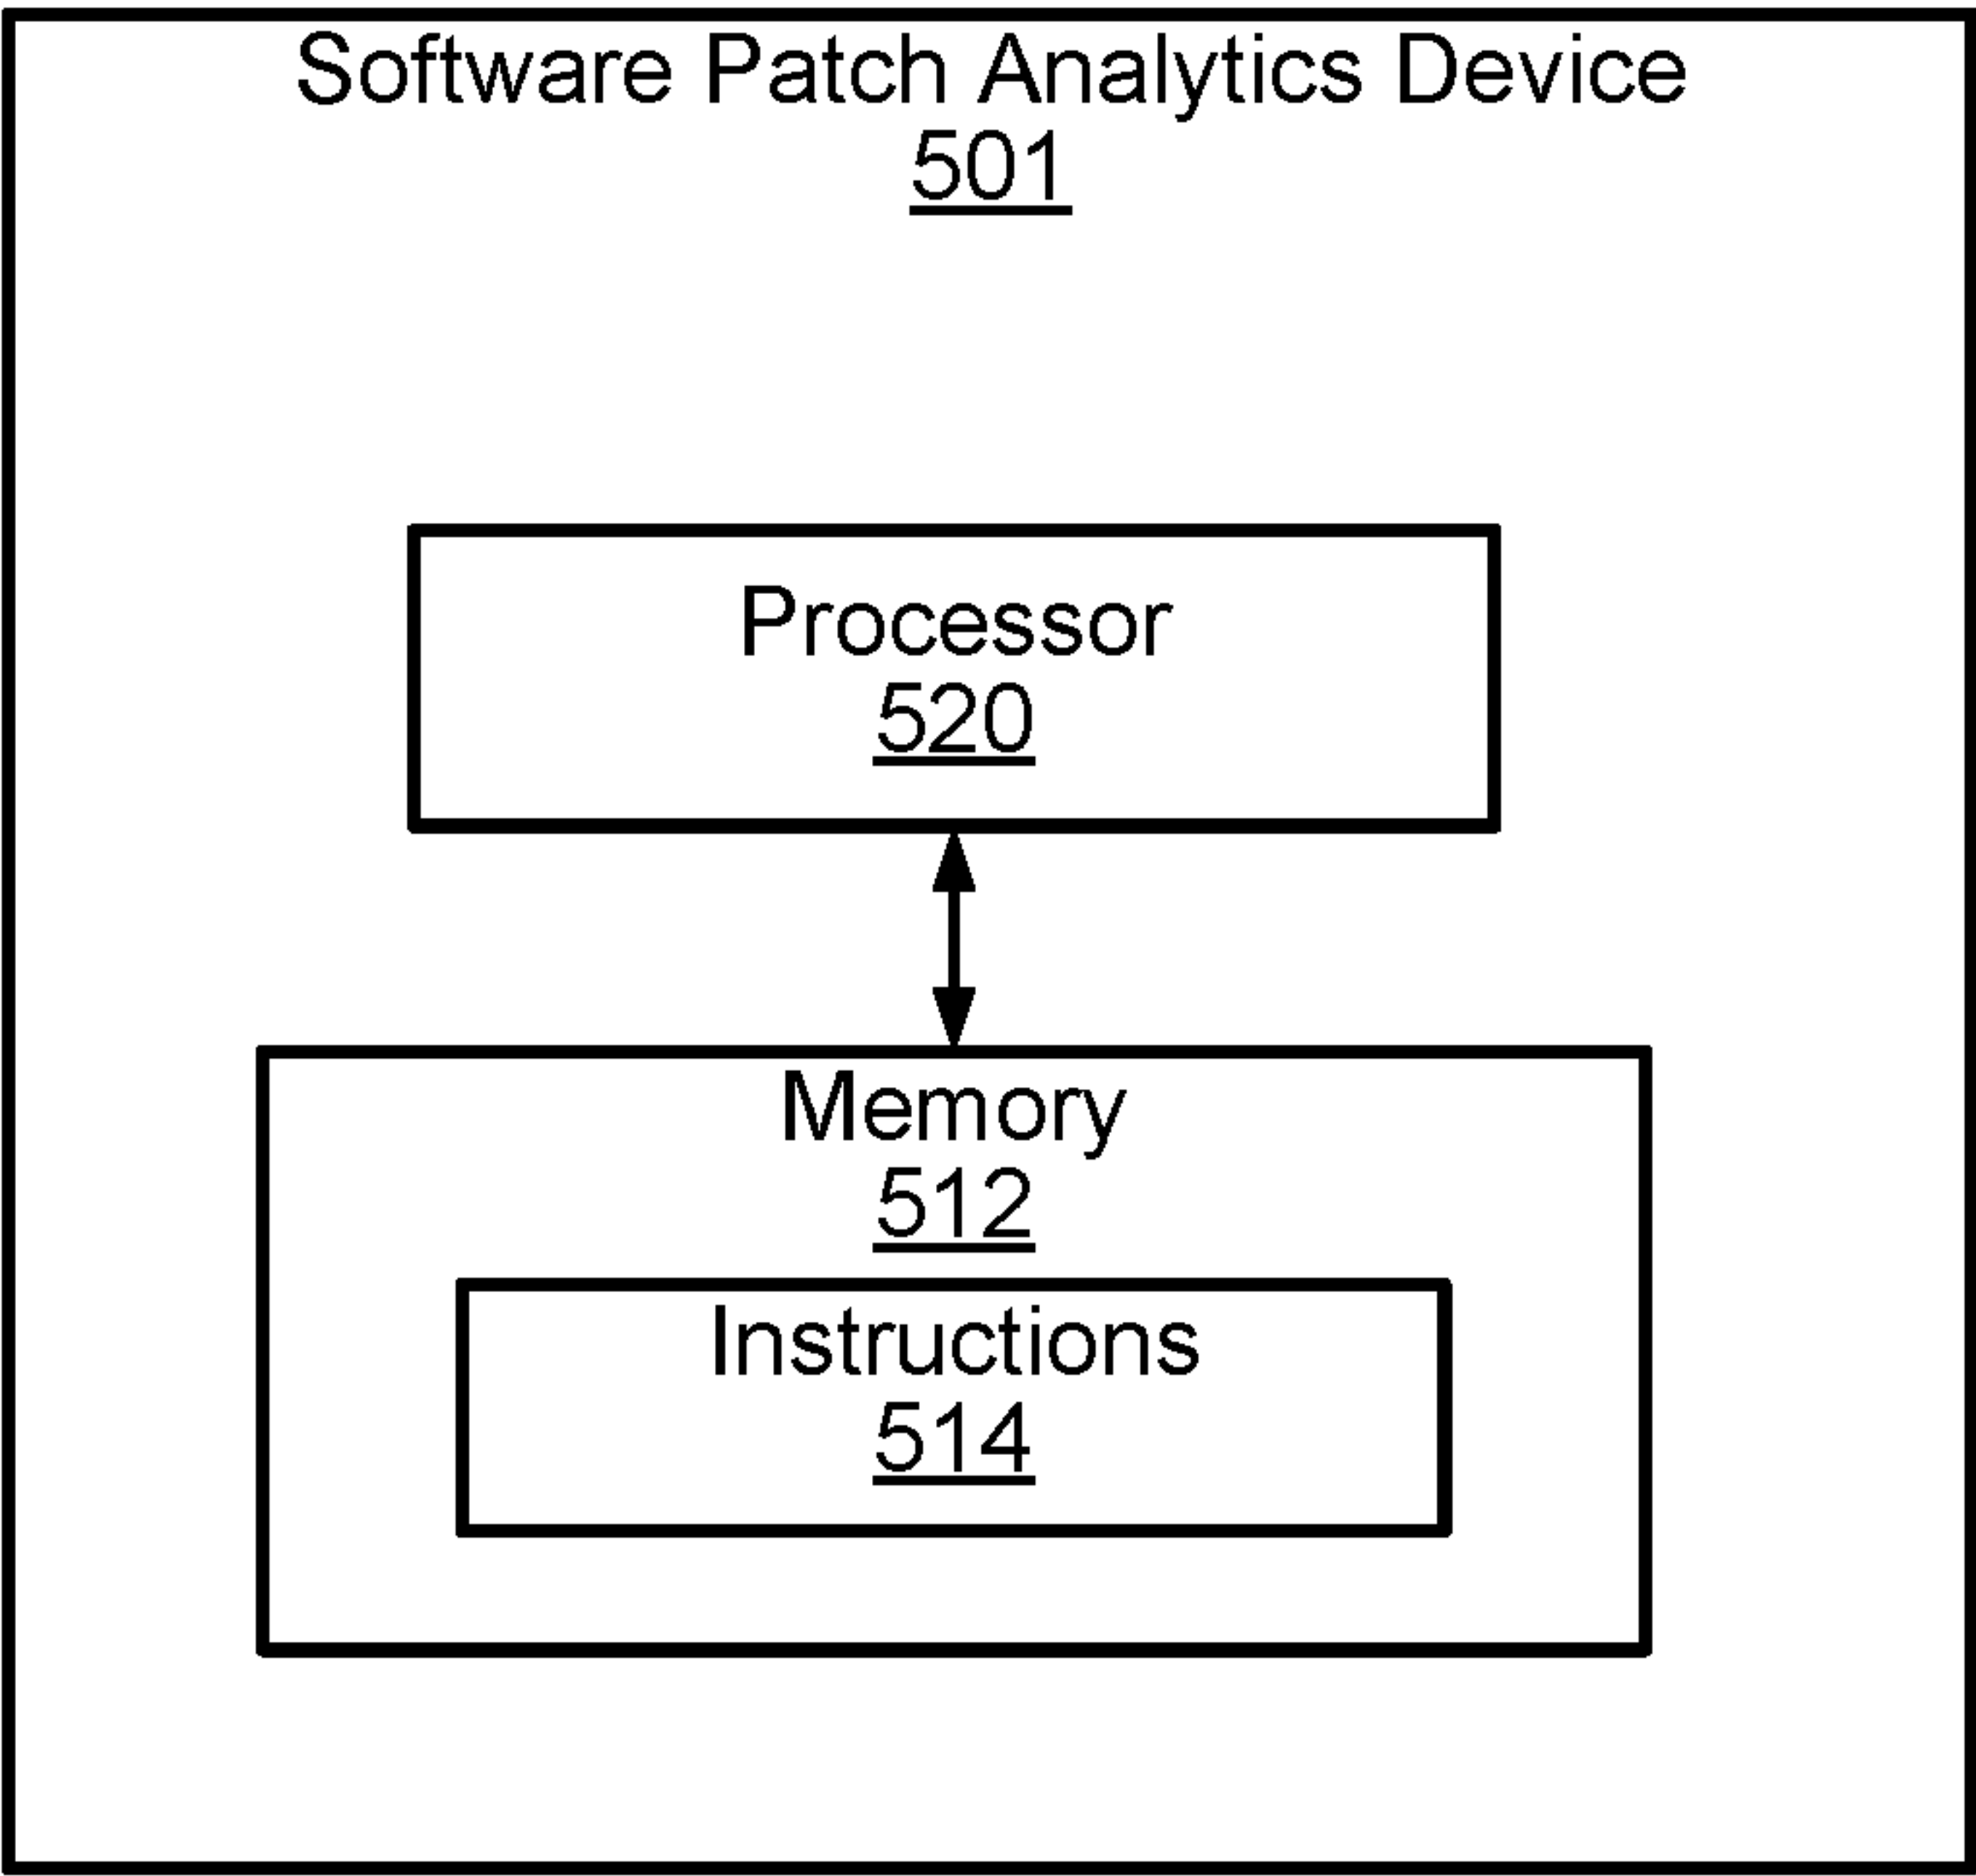 Software Patch Analytics Device
501
Processor
520
Memory
512
Instructions
514